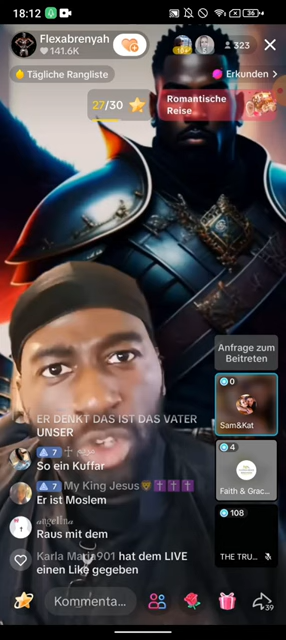 18:12
36
Flexabrenyah
141.6K
323
Tägliche Rangliste
Erkunden >
27/30
Romantische
Reise
Anfrage zum
Beitreten
0
Sam&Kat
ER DENKT DAS IST DAS VATER
UNSER
7
So ein Kuffar
4
7 My King Jesus
Er ist Moslem
Faith & Grac...
angelina
Raus mit dem
108
Karla Maria901 hat dem LIVE
einen Like gegeben
THE TRU...
Kommenta...
39